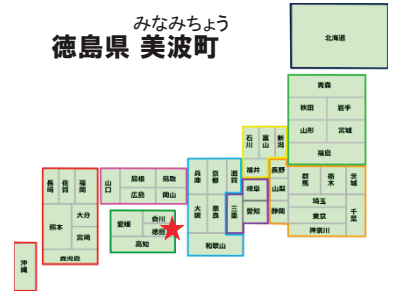 みなみちょう
徳島県 美波町
北海道
青森
秋田 岩手
山形 宮城
福島
石川 富山 新潟
福井 長野
岐阜 山梨
愛知 静岡
群馬 栃木 茨城
埼玉
東京 千葉
神奈川
兵庫 京都 滋賀
大阪 奈良 三重
和歌山
山口 島根 鳥取
広島 岡山
愛媛 香川
徳島
高知
長崎 佐賀 福岡
熊本 大分
宮崎
鹿児島
沖縄